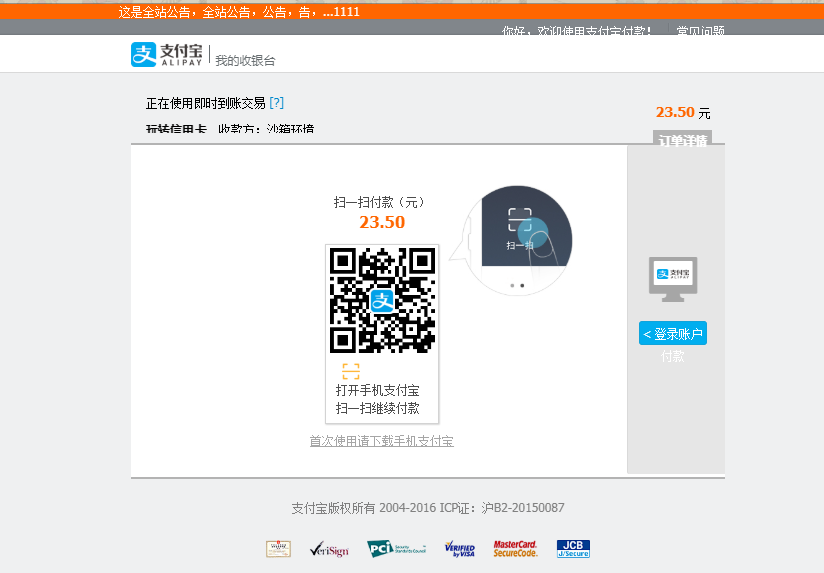 这是全站公告，全站公告，公告，告，...1111
你好，欢迎使用支付宝付款！ 常见问题
支付宝 ALIPAY 我的收银台
正在使用即时到账交易 [?]
23.50 元
玩转信用卡 收款方：沙箱环境
订单详情
扫一扫付款（元）
23.50
扫一扫
支付宝
打开手机支付宝
扫一扫继续付款
< 登录账户
付款
首次使用请下载手机支付宝
支付宝版权所有 2004-2016 ICP证：沪B2-20150087
VeriSign PCI Security Standards Council VERIFIED by VISA MasterCard. SecureCode. JCB J/Secure